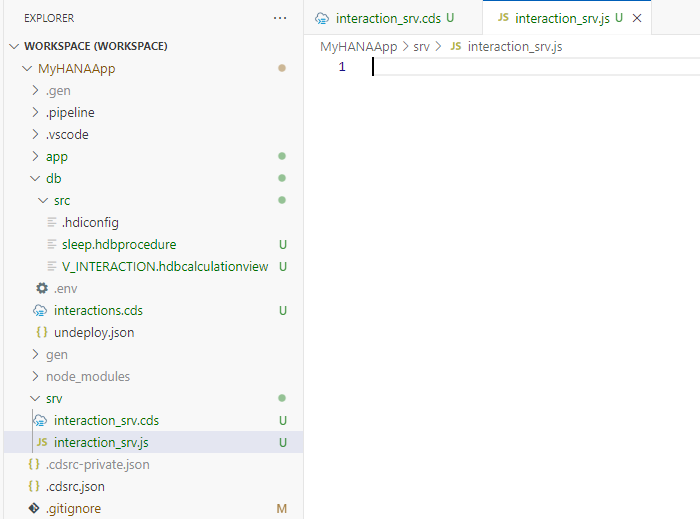 EXPLORER
WORKSPACE (WORKSPACE)
MyHANAApp
.gen
.pipeline
.vscode
app
db
src
.hdiconfig
sleep.hdbprocedure U
V_INTERACTION.hdbcalculationview U
.env
interactions.cds U
undeploy.json
gen
node_modules
srv
interaction_srv.cds U
JS interaction_srv.js U
.cdsrc-private.json
.cdsrc.json
.gitignore M
interaction_srv.cds U JS interaction_srv.js U
MyHANAApp > srv > JS interaction_srv.js
1